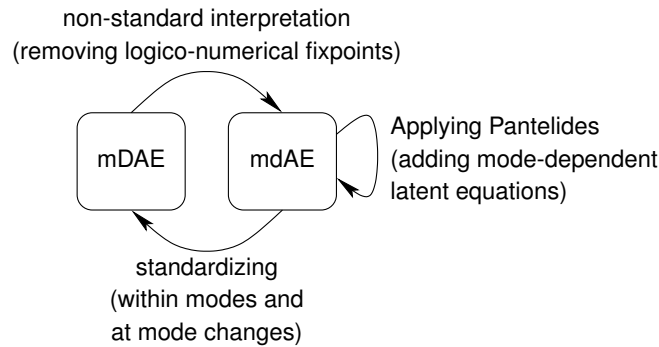 non-standard interpretation
(removing logico-numerical fixpoints)
mDAE
mdAE
Applying Pantelides
(adding mode-dependent
latent equations)
standardizing
(within modes and
at mode changes)